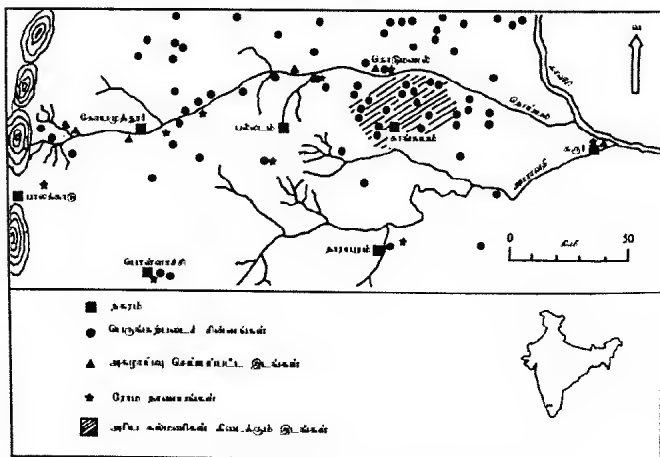 வ
கொடுமணல்
காவிரி
நொய்யல்
கோயமுத்தூர்
பல்லடம்
காங்கயம்
கரூர்
அமராவதி
பாலக்காடு
தாராபுரம்
0 கி.மீ 50
பொள்ளாச்சி
நகரம்
பெருங்கற்படைச் சின்னங்கள்
அகழாய்வு செய்யப்பட்ட இடங்கள்
ரோம நாணயங்கள்
அரிய கல்மணிகள் கிடைக்கும் இடங்கள்